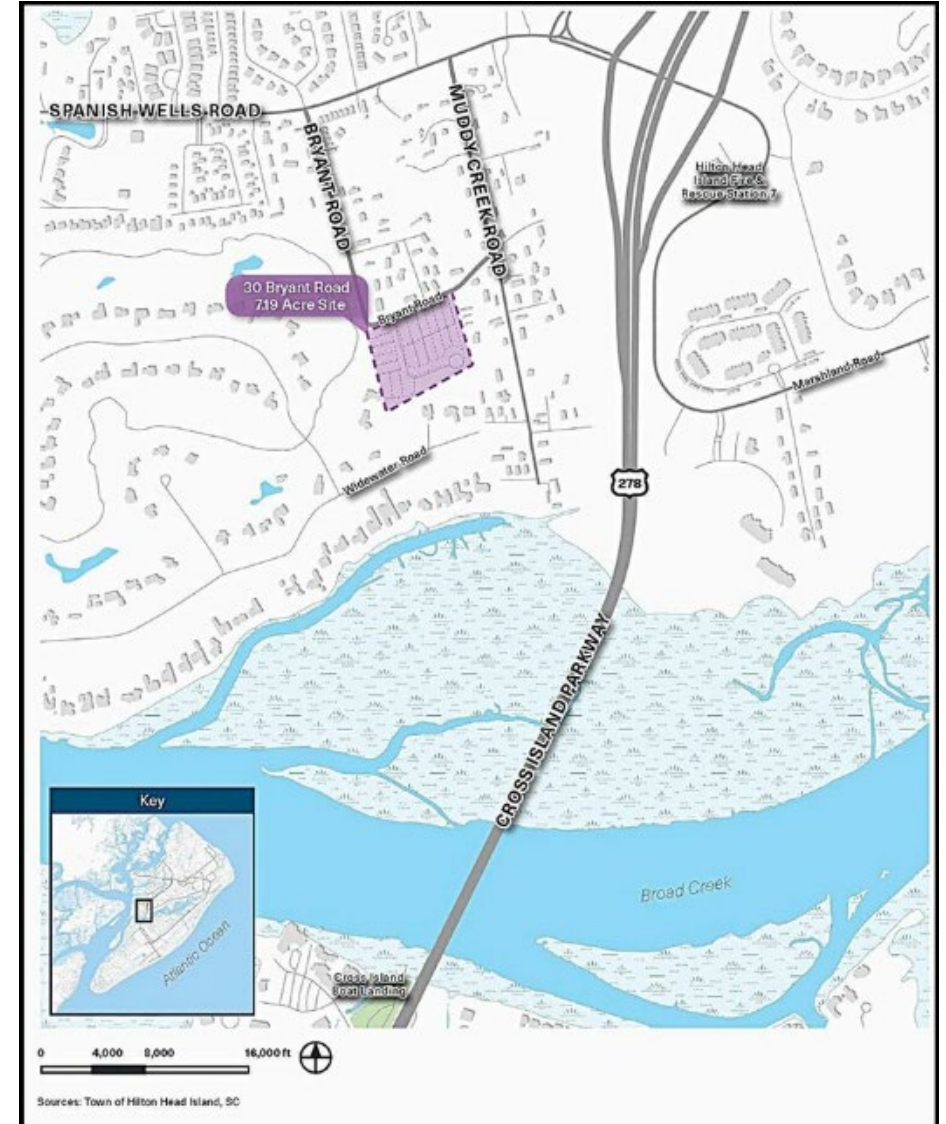 SPANISH WELLS ROAD
BRYANT ROAD
MUDDY CREEK ROAD
Hilton Head
Island Fire &
Rescue Station 7
30 Bryant Road
7.19 Acre Site
Bryant Road
Marshland Road
Widewater Road
278
CROSS ISLAND PARKWAY
Broad Creek
Key
Atlantic Ocean
Cross Island
Boat Landing
0 4,000 8,000 16,000 ft
Sources: Town of Hilton Head Island, SC